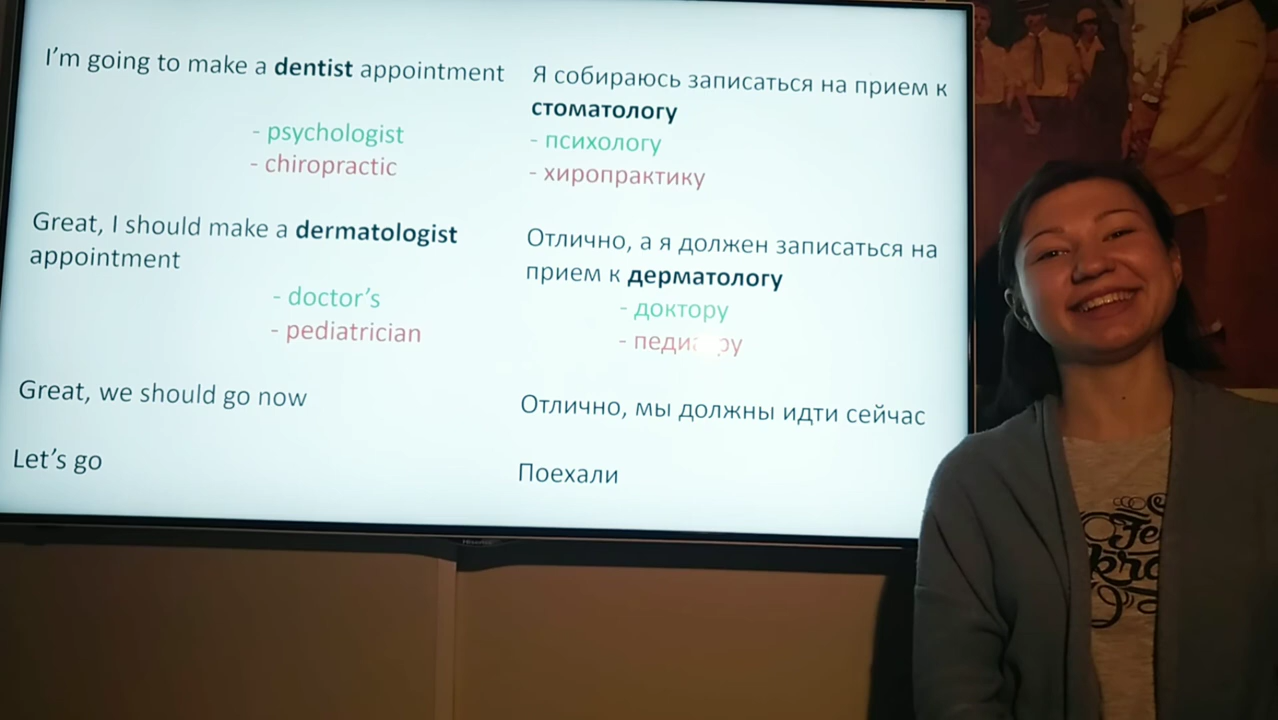 I'm going to make a dentist appointment
- psychologist
- chiropractic
Great, I should make a dermatologist
appointment
- doctor's
- pediatrician
Great, we should go now
Let's go
Я собираюсь записаться на прием к
стоматологу
- психологу
- хиропрактику
Отлично, а я должен записаться на
прием к дерматологу
- доктору
Отлично, мы должны идти сейчас
Поехали
Hisense